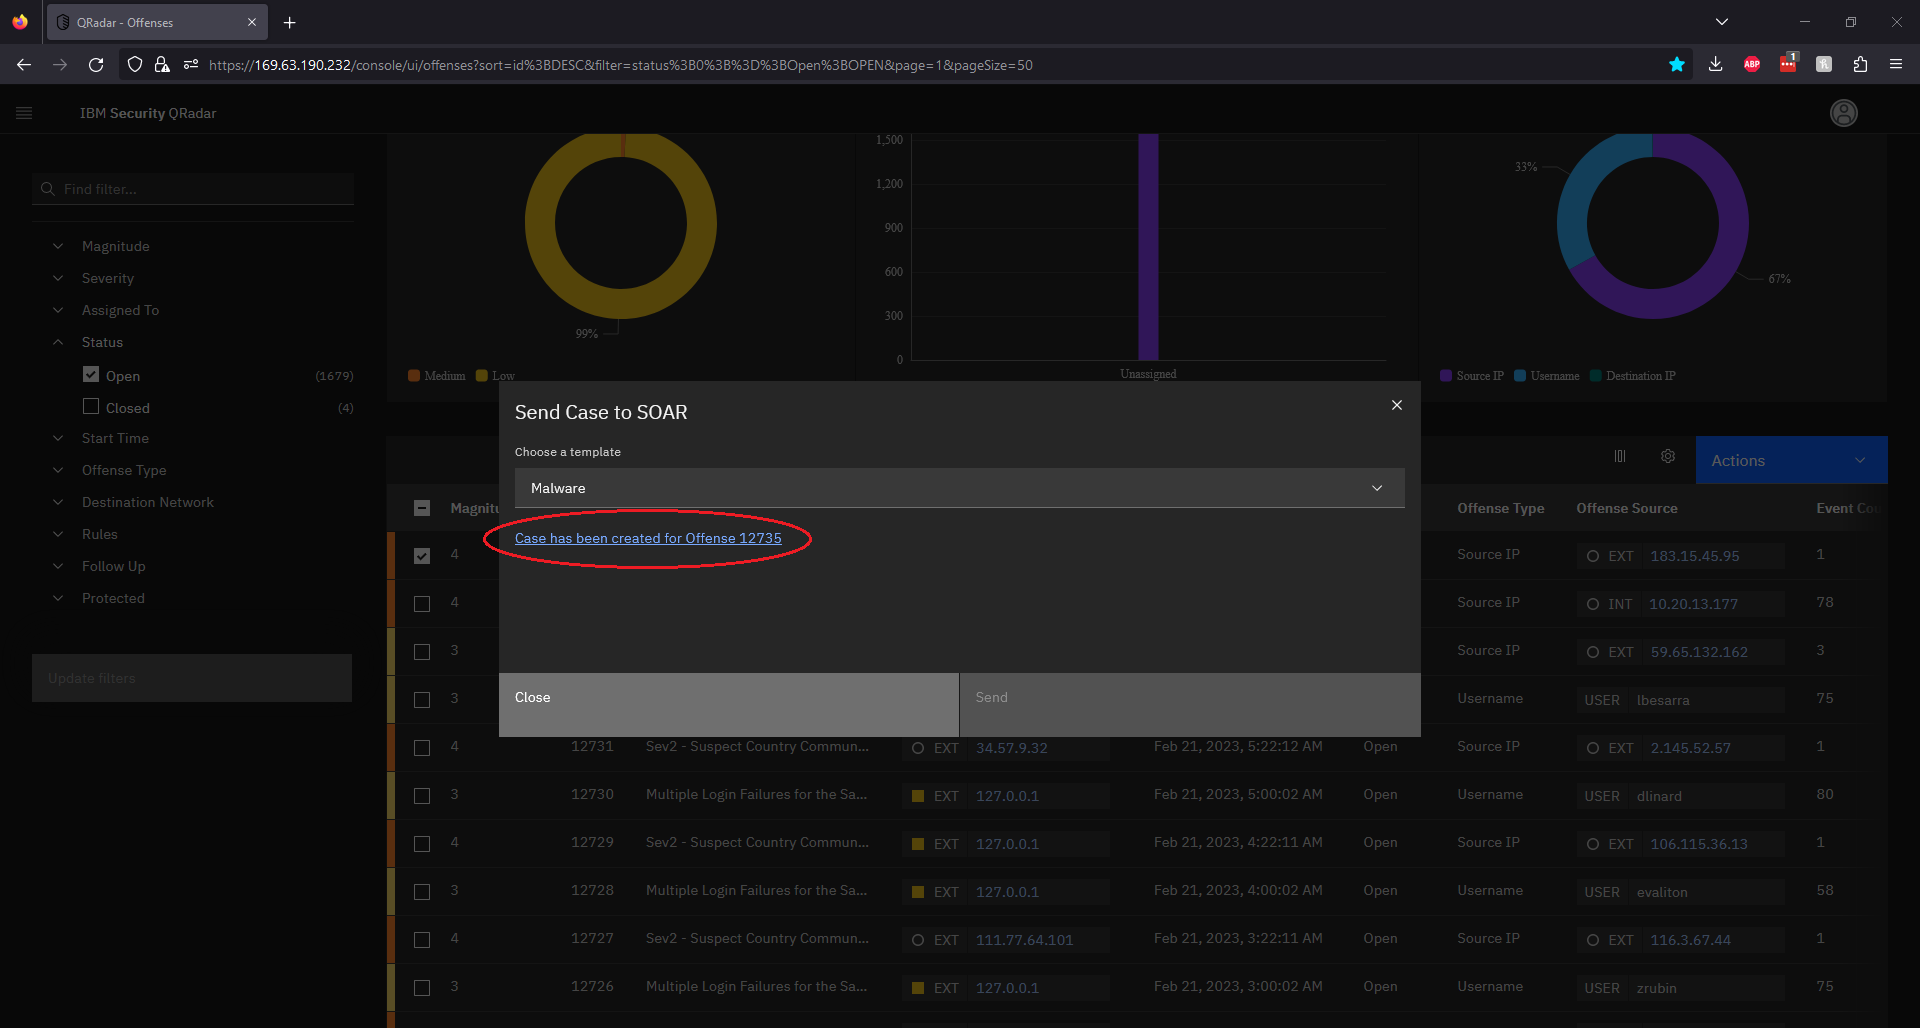 QRadar - Offenses
https://169.63.190.232/console/ui/offenses?sort=id%3BDESC&filter=status%3B0%3B%3D%3BOpen%3BOPEN&page=1&pageSize=50
ABP
1
IBM Security QRadar
Find filter...
Magnitude
Severity
Assigned To
Status
Open (1679)
Closed (4)
Start Time
Offense Type
Destination Network
Rules
Follow Up
Protected
Update filters
99%
Medium Low
1,500
1,200
900
600
300
0
Unassigned
33%
67%
Source IP Username Destination IP
Send Case to SOAR
Choose a template
Malware
Case has been created for Offense 12735
Close
Send
Actions
Magnitu Offense Type Offense Source Event Cou
4 Source IP EXT 183.15.45.95 1
4 Source IP INT 10.20.13.177 78
3 Source IP EXT 59.65.132.162 3
3 Username USER lbesarra 75
4 12731 Sev2 - Suspect Country Commun... EXT 34.57.9.32 Feb 21, 2023, 5:22:12 AM Open Source IP EXT 2.145.52.57 1
3 12730 Multiple Login Failures for the Sa... EXT 127.0.0.1 Feb 21, 2023, 5:00:02 AM Open Username USER dlinard 80
4 12729 Sev2 - Suspect Country Commun... EXT 127.0.0.1 Feb 21, 2023, 4:22:11 AM Open Source IP EXT 106.115.36.13 1
3 12728 Multiple Login Failures for the Sa... EXT 127.0.0.1 Feb 21, 2023, 4:00:02 AM Open Username USER evaliton 58
4 12727 Sev2 - Suspect Country Commun... EXT 111.77.64.101 Feb 21, 2023, 3:22:11 AM Open Source IP EXT 116.3.67.44 1
3 12726 Multiple Login Failures for the Sa... EXT 127.0.0.1 Feb 21, 2023, 3:00:02 AM Open Username USER zrubin 75